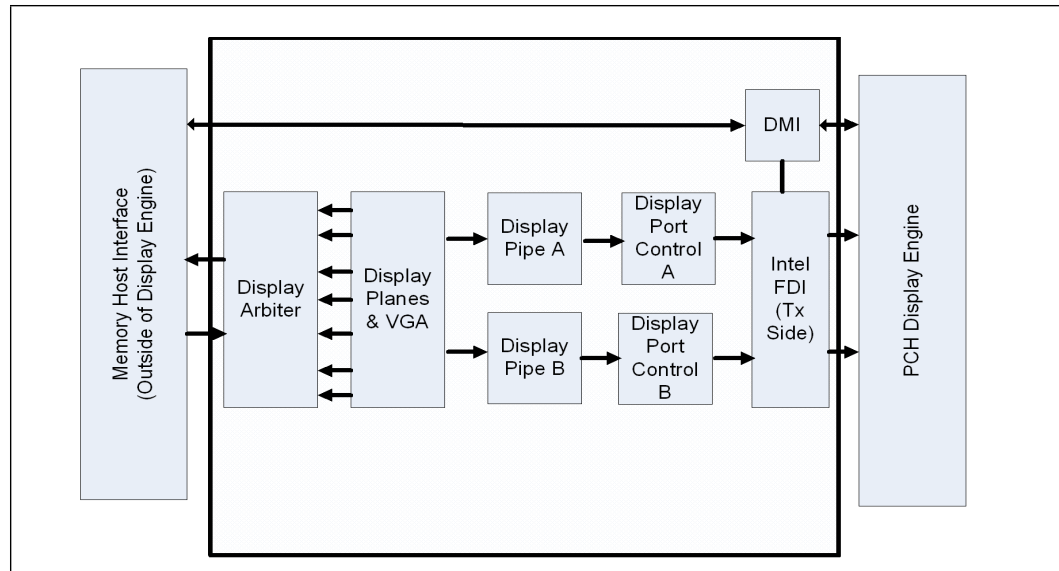 Memory Host Interface
(Outside of Display Engine)
Display
Arbiter
Display
Planes
& VGA
Display
Pipe A
Display
Port
Control
A
Display
Pipe B
Display
Port
Control
B
DMI
Intel
FDI
(Tx
Side)
PCH Display Engine